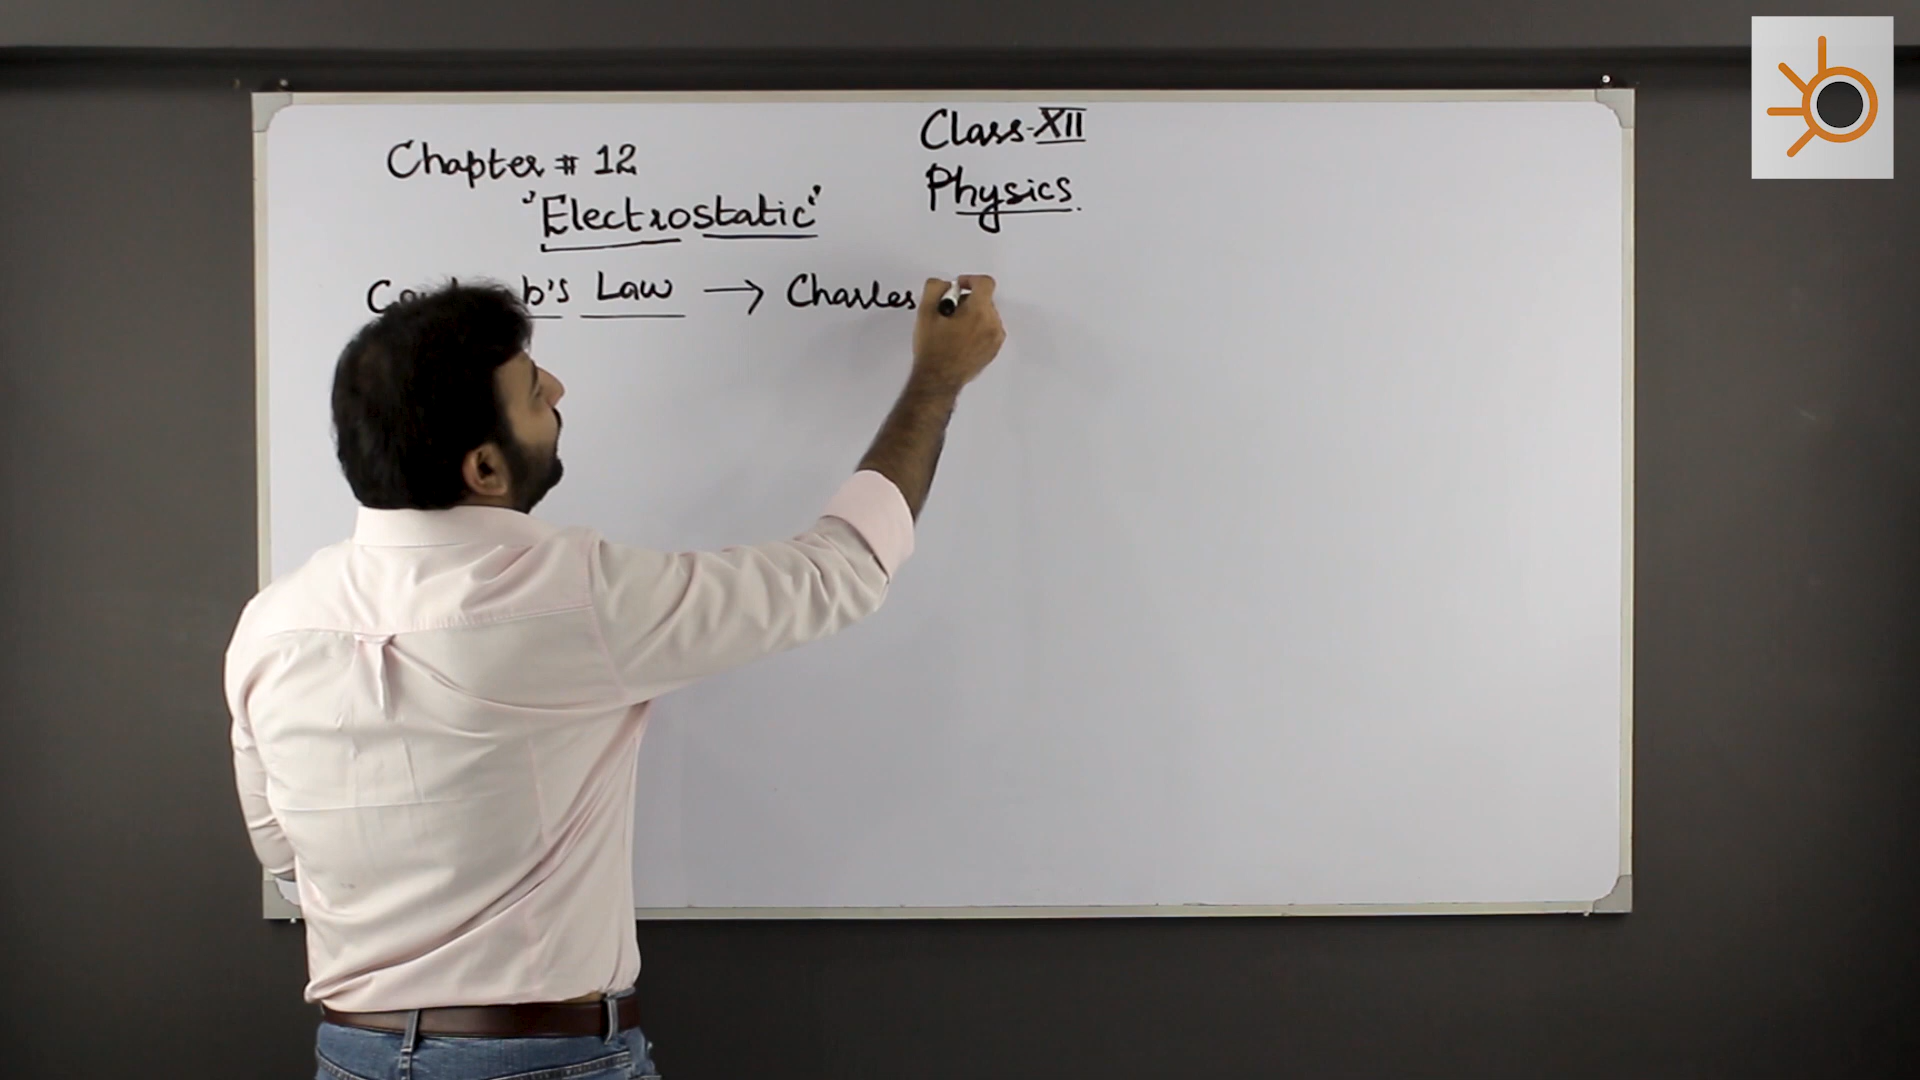 Class-XII
Chapter # 12
Physics.
"Electrostatic"
b's Law → Charles